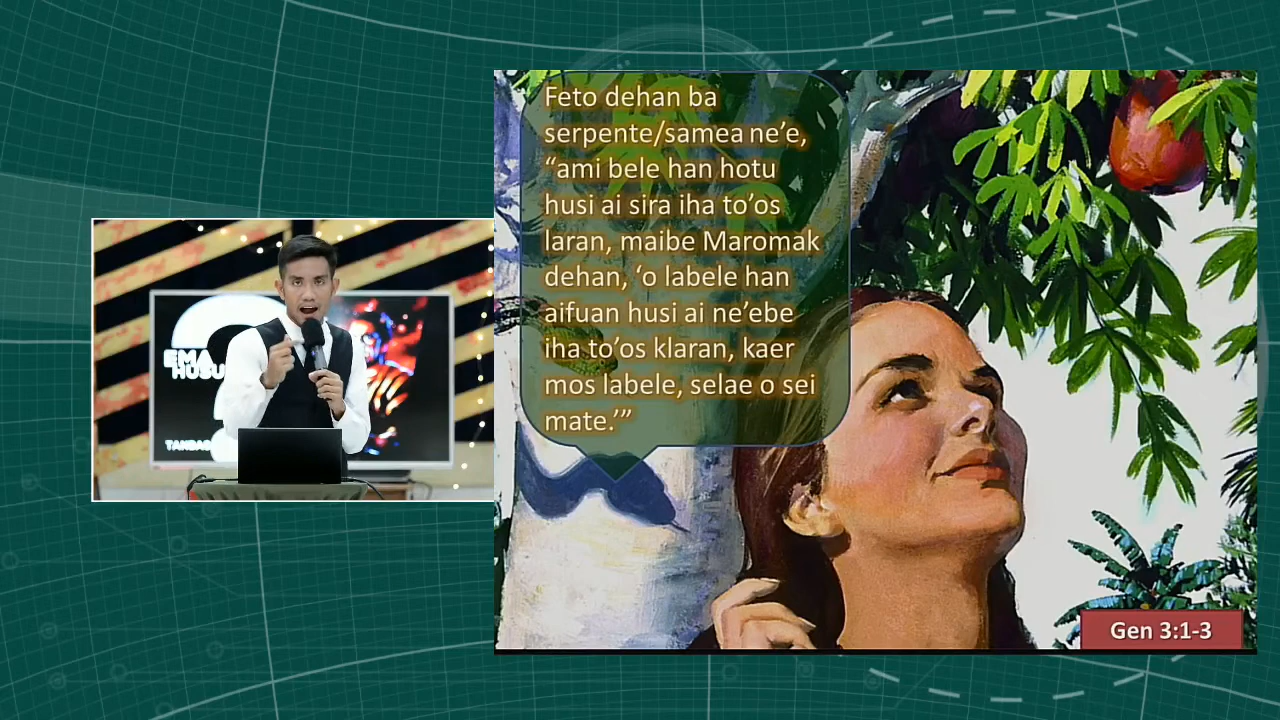 Feto dehan ba
serpente/samea ne’e,
“ami bele han hotu
husi ai sira iha to’os
laran, maibe Maromak
dehan, ‘o labele han
aifuan husi ai ne’ebe
iha to’os klaran, kaer
mos labele, selae o sei
mate.’”
Gen 3:1-3
EMA
HUSU